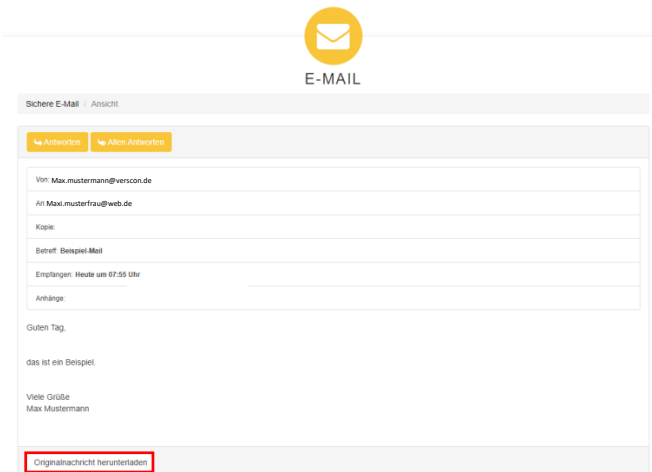 E-MAIL
Sichere E-Mail / Ansicht
Antworten Allen Antworten
Von: Max.mustermann@verscon.de
An Maxi.musterfrau@web.de
Kopie:
Betreff: Beispiel-Mail
Empfangen: Heute um 07:55 Uhr
Anhänge:
Guten Tag,
das ist ein Beispiel.
Viele Grüße
Max Mustermann
Originalnachricht herunterladen